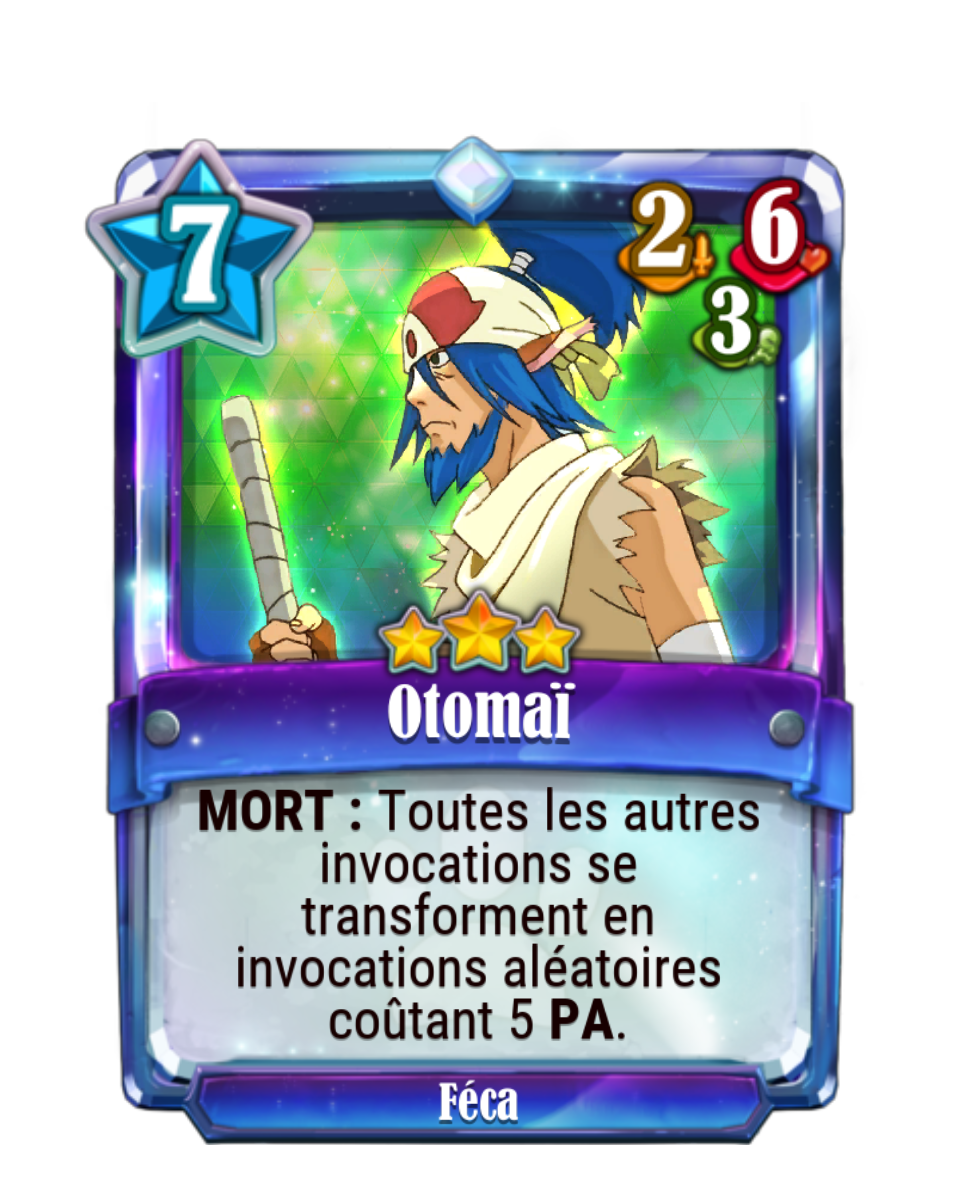 7
2
6
3
Otomaï
MORT : Toutes les autres
invocations se
transforment en
invocations aléatoires
coûtant 5 PA.
Féca